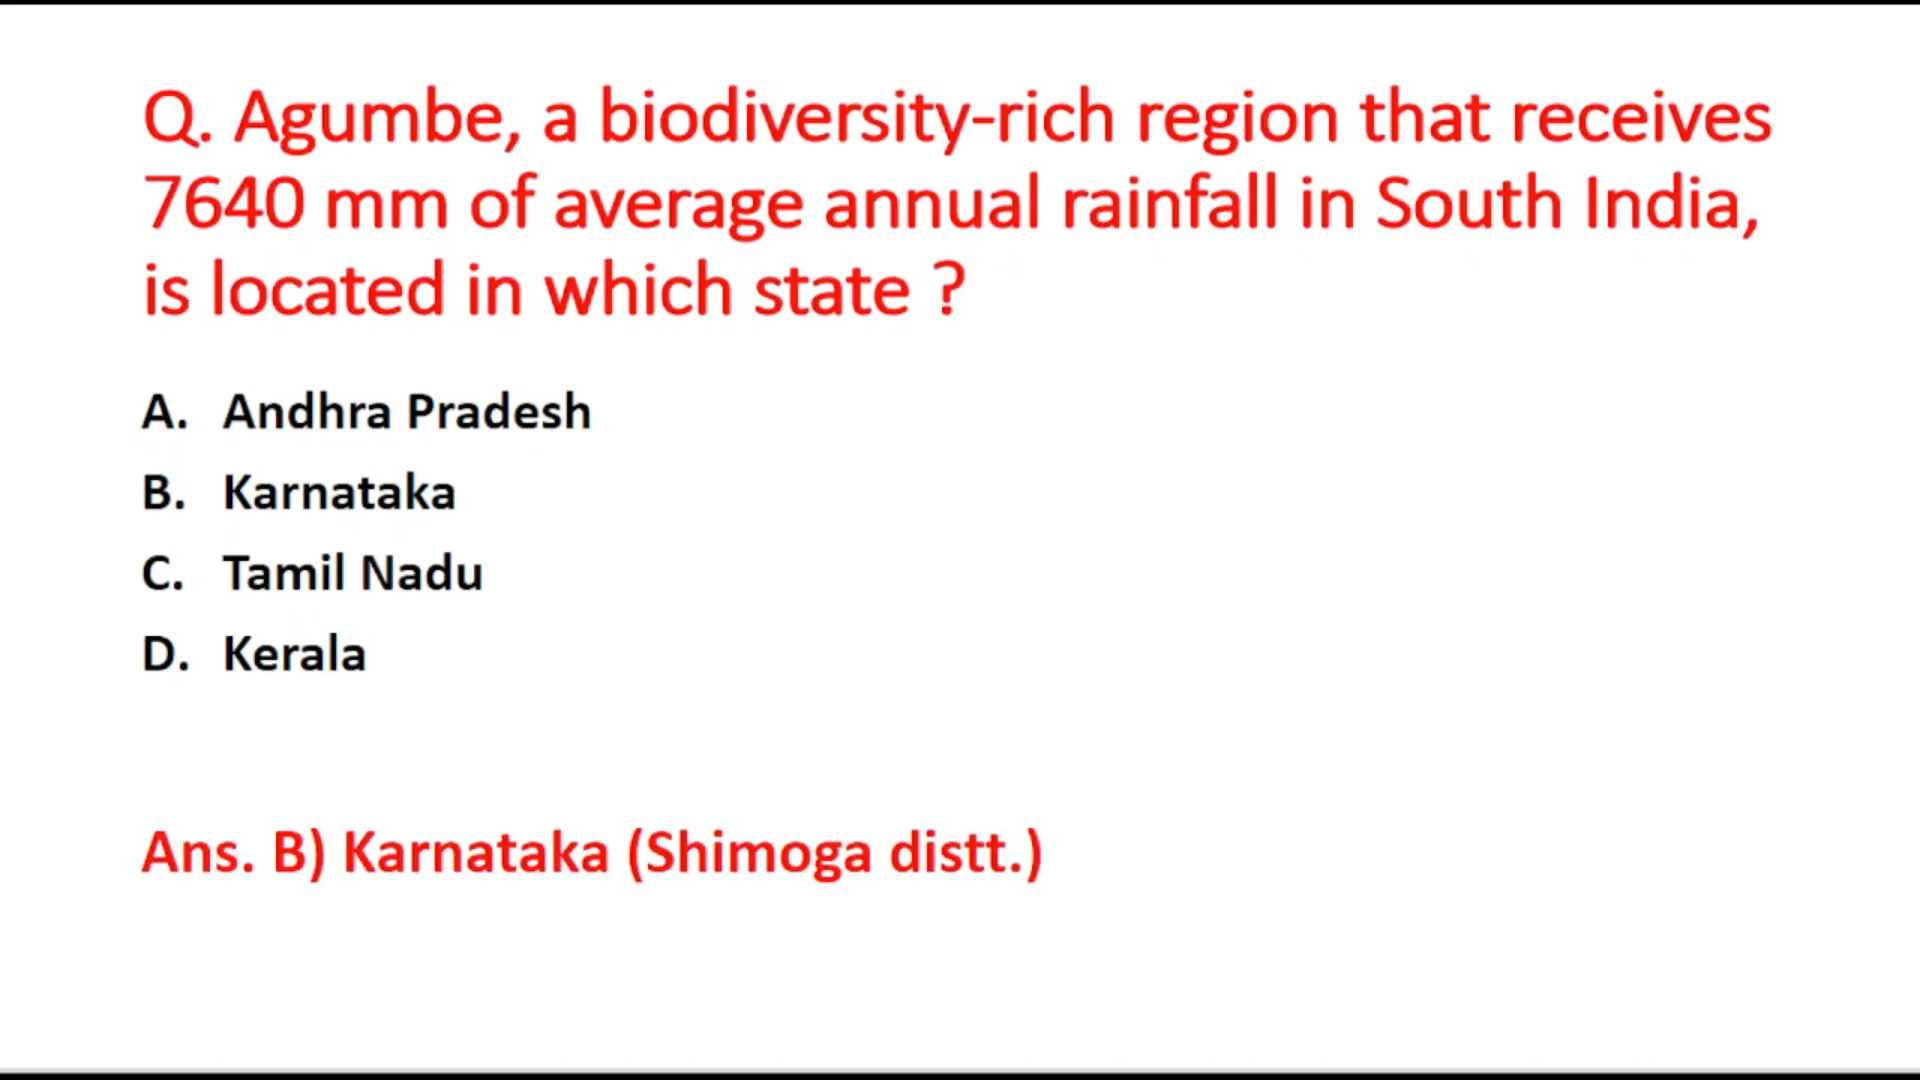 Q. Agumbe, a biodiversity-rich region that receives
7640 mm of average annual rainfall in South India,
is located in which state ?
A. Andhra Pradesh
B. Karnataka
C. Tamil Nadu
D. Kerala
Ans. B) Karnataka (Shimoga distt.)